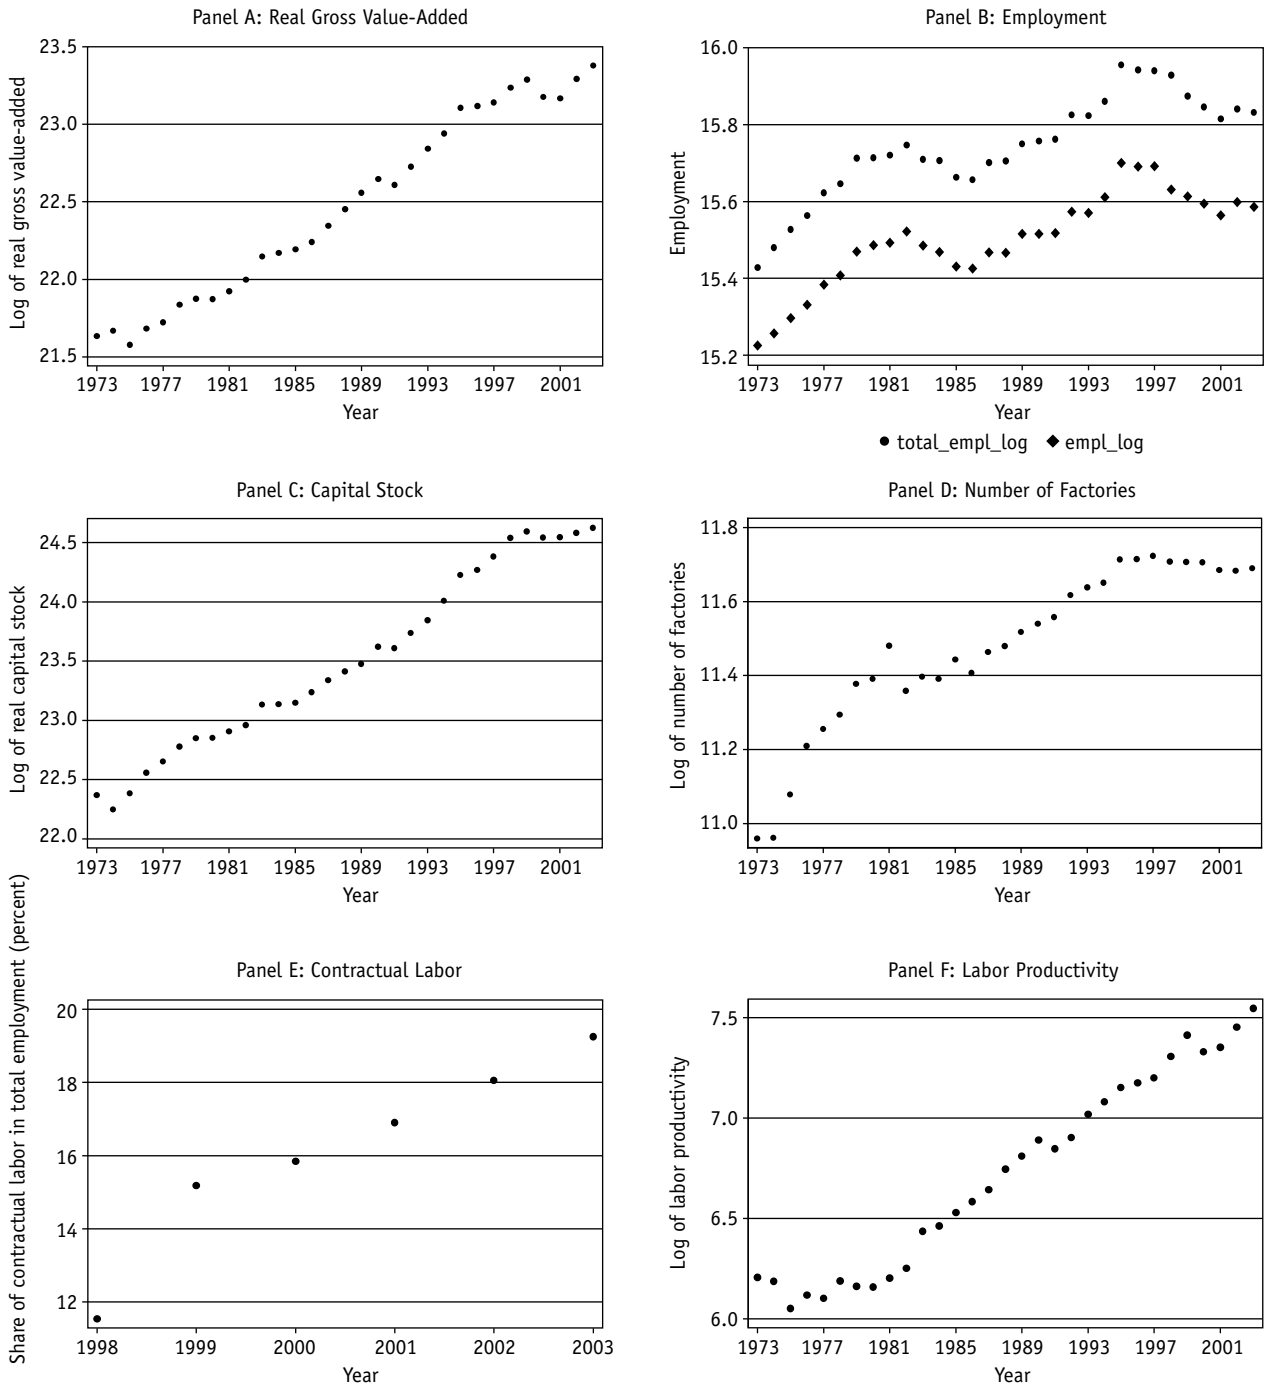 Panel A: Real Gross Value-Added
Log of real gross value-added
23.5
23.0
22.5
22.0
21.5
1973 1977 1981 1985 1989 1993 1997 2001
Year
Panel B: Employment
Employment
16.0
15.8
15.6
15.4
15.2
1973 1977 1981 1985 1989 1993 1997 2001
Year
total_empl_log empl_log
Panel C: Capital Stock
Log of real capital stock
24.5
24.0
23.5
23.0
22.5
22.0
1973 1977 1981 1985 1989 1993 1997 2001
Year
Panel D: Number of Factories
Log of number of factories
11.8
11.6
11.4
11.2
11.0
1973 1977 1981 1985 1989 1993 1997 2001
Year
Panel E: Contractual Labor
Share of contractual labor in total employment (percent)
20
18
16
14
12
1998 1999 2000 2001 2002 2003
Year
Panel F: Labor Productivity
Log of labor productivity
7.5
7.0
6.5
6.0
1973 1977 1981 1985 1989 1993 1997 2001
Year